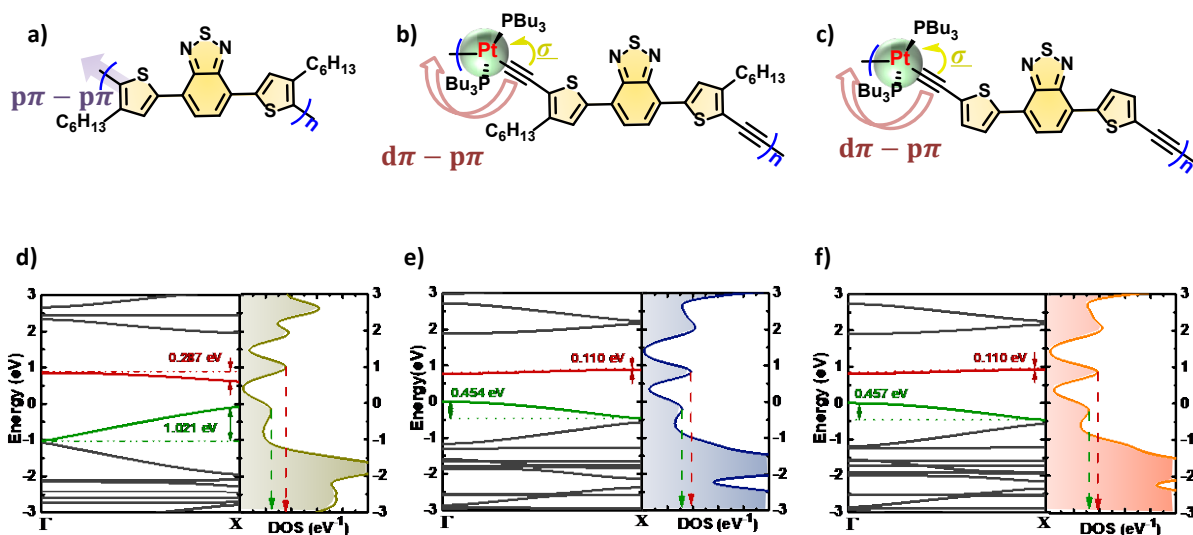 a)
S
N
N
C6H13
S
S
C6H13
n
pπ – pπ
b)
PBu3
Pt
σ
P
Bu3
S
N
N
C6H13
S
S
C6H13
n
dπ – pπ
c)
PBu3
Pt
σ
P
Bu3
S
N
N
S
S
n
dπ – pπ
d)
Energy (eV)
3
2
1
0
-1
-2
-3
0.287 eV
1.021 eV
Γ
X
DOS (eV-1)
3
2
1
0
-1
-2
-3
e)
Energy(eV)
3
2
1
0
-1
-2
-3
0.110 eV
0.454 eV
Γ
X
DOS (eV-1)
3
2
1
0
-1
-2
-3
f)
Energy (eV)
3
2
1
0
-1
-2
-3
0.110 eV
0.457 eV
Γ
X
DOS (eV-1)
3
2
1
0
-1
-2
-3